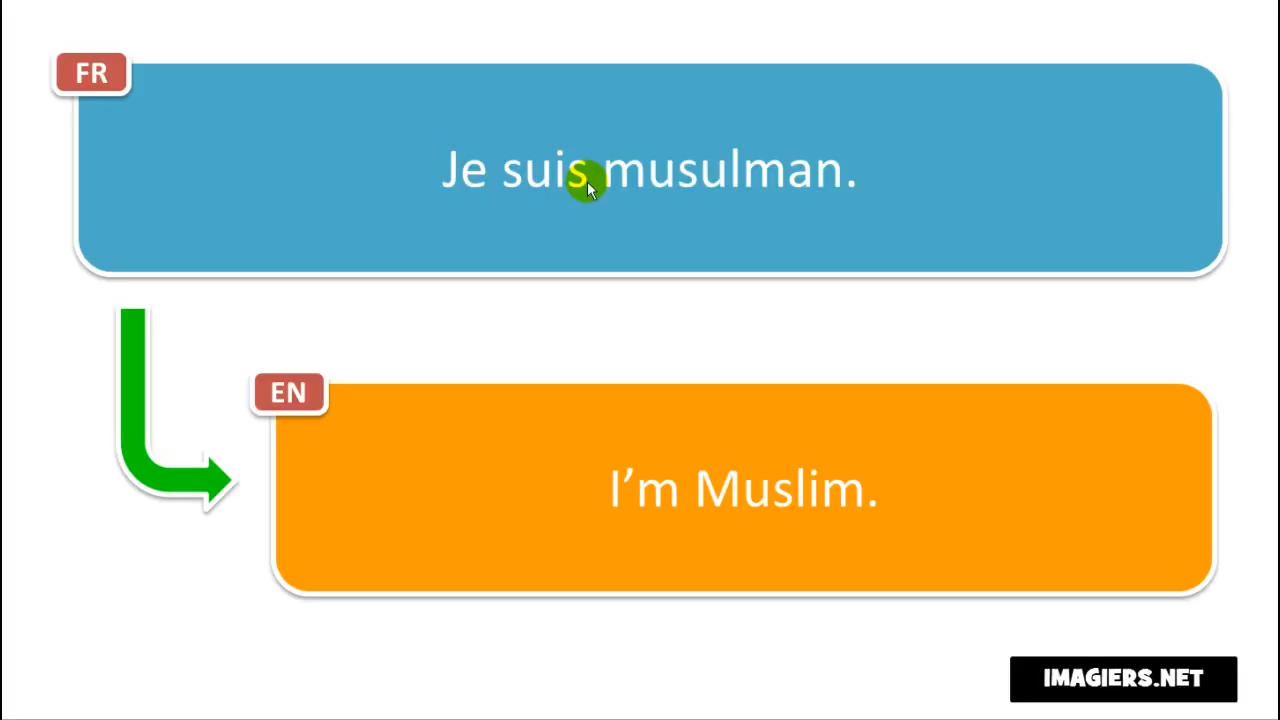 FR
Je suis musulman.
EN
I’m Muslim.
IMAGIERS.NET